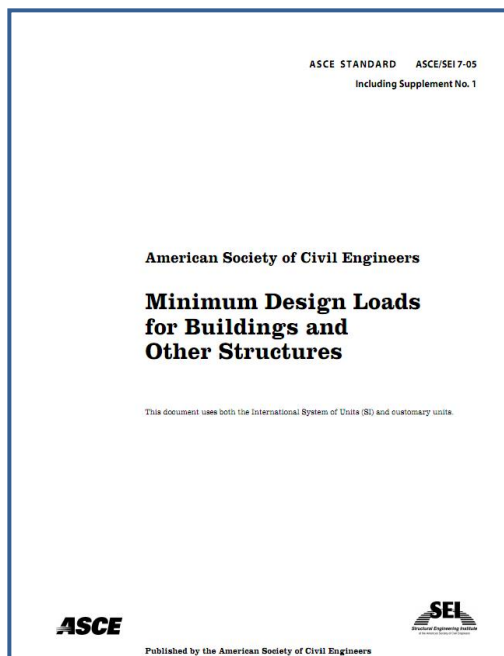 ASCE STANDARD ASCE/SEI 7-05
Including Supplement No. 1
American Society of Civil Engineers
Minimum Design Loads
for Buildings and
Other Structures
This document uses both the International System of Units (SI) and customary units.
ASCE
SEI
Structural Engineering Institute
Published by the American Society of Civil Engineers